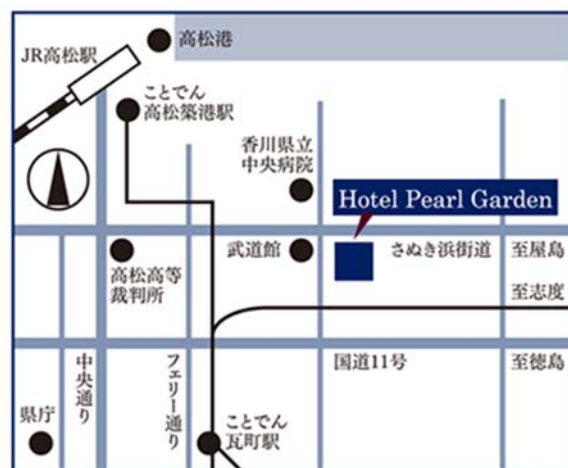 高松港
JR高松駅
ことでん
高松築港駅
香川県立
中央病院
Hotel Pearl Garden
武道館
さぬき浜街道
至屋島
高松高等
裁判所
至志度
国道11号
至徳島
中央通り
フェリー通り
県庁
ことでん
瓦町駅